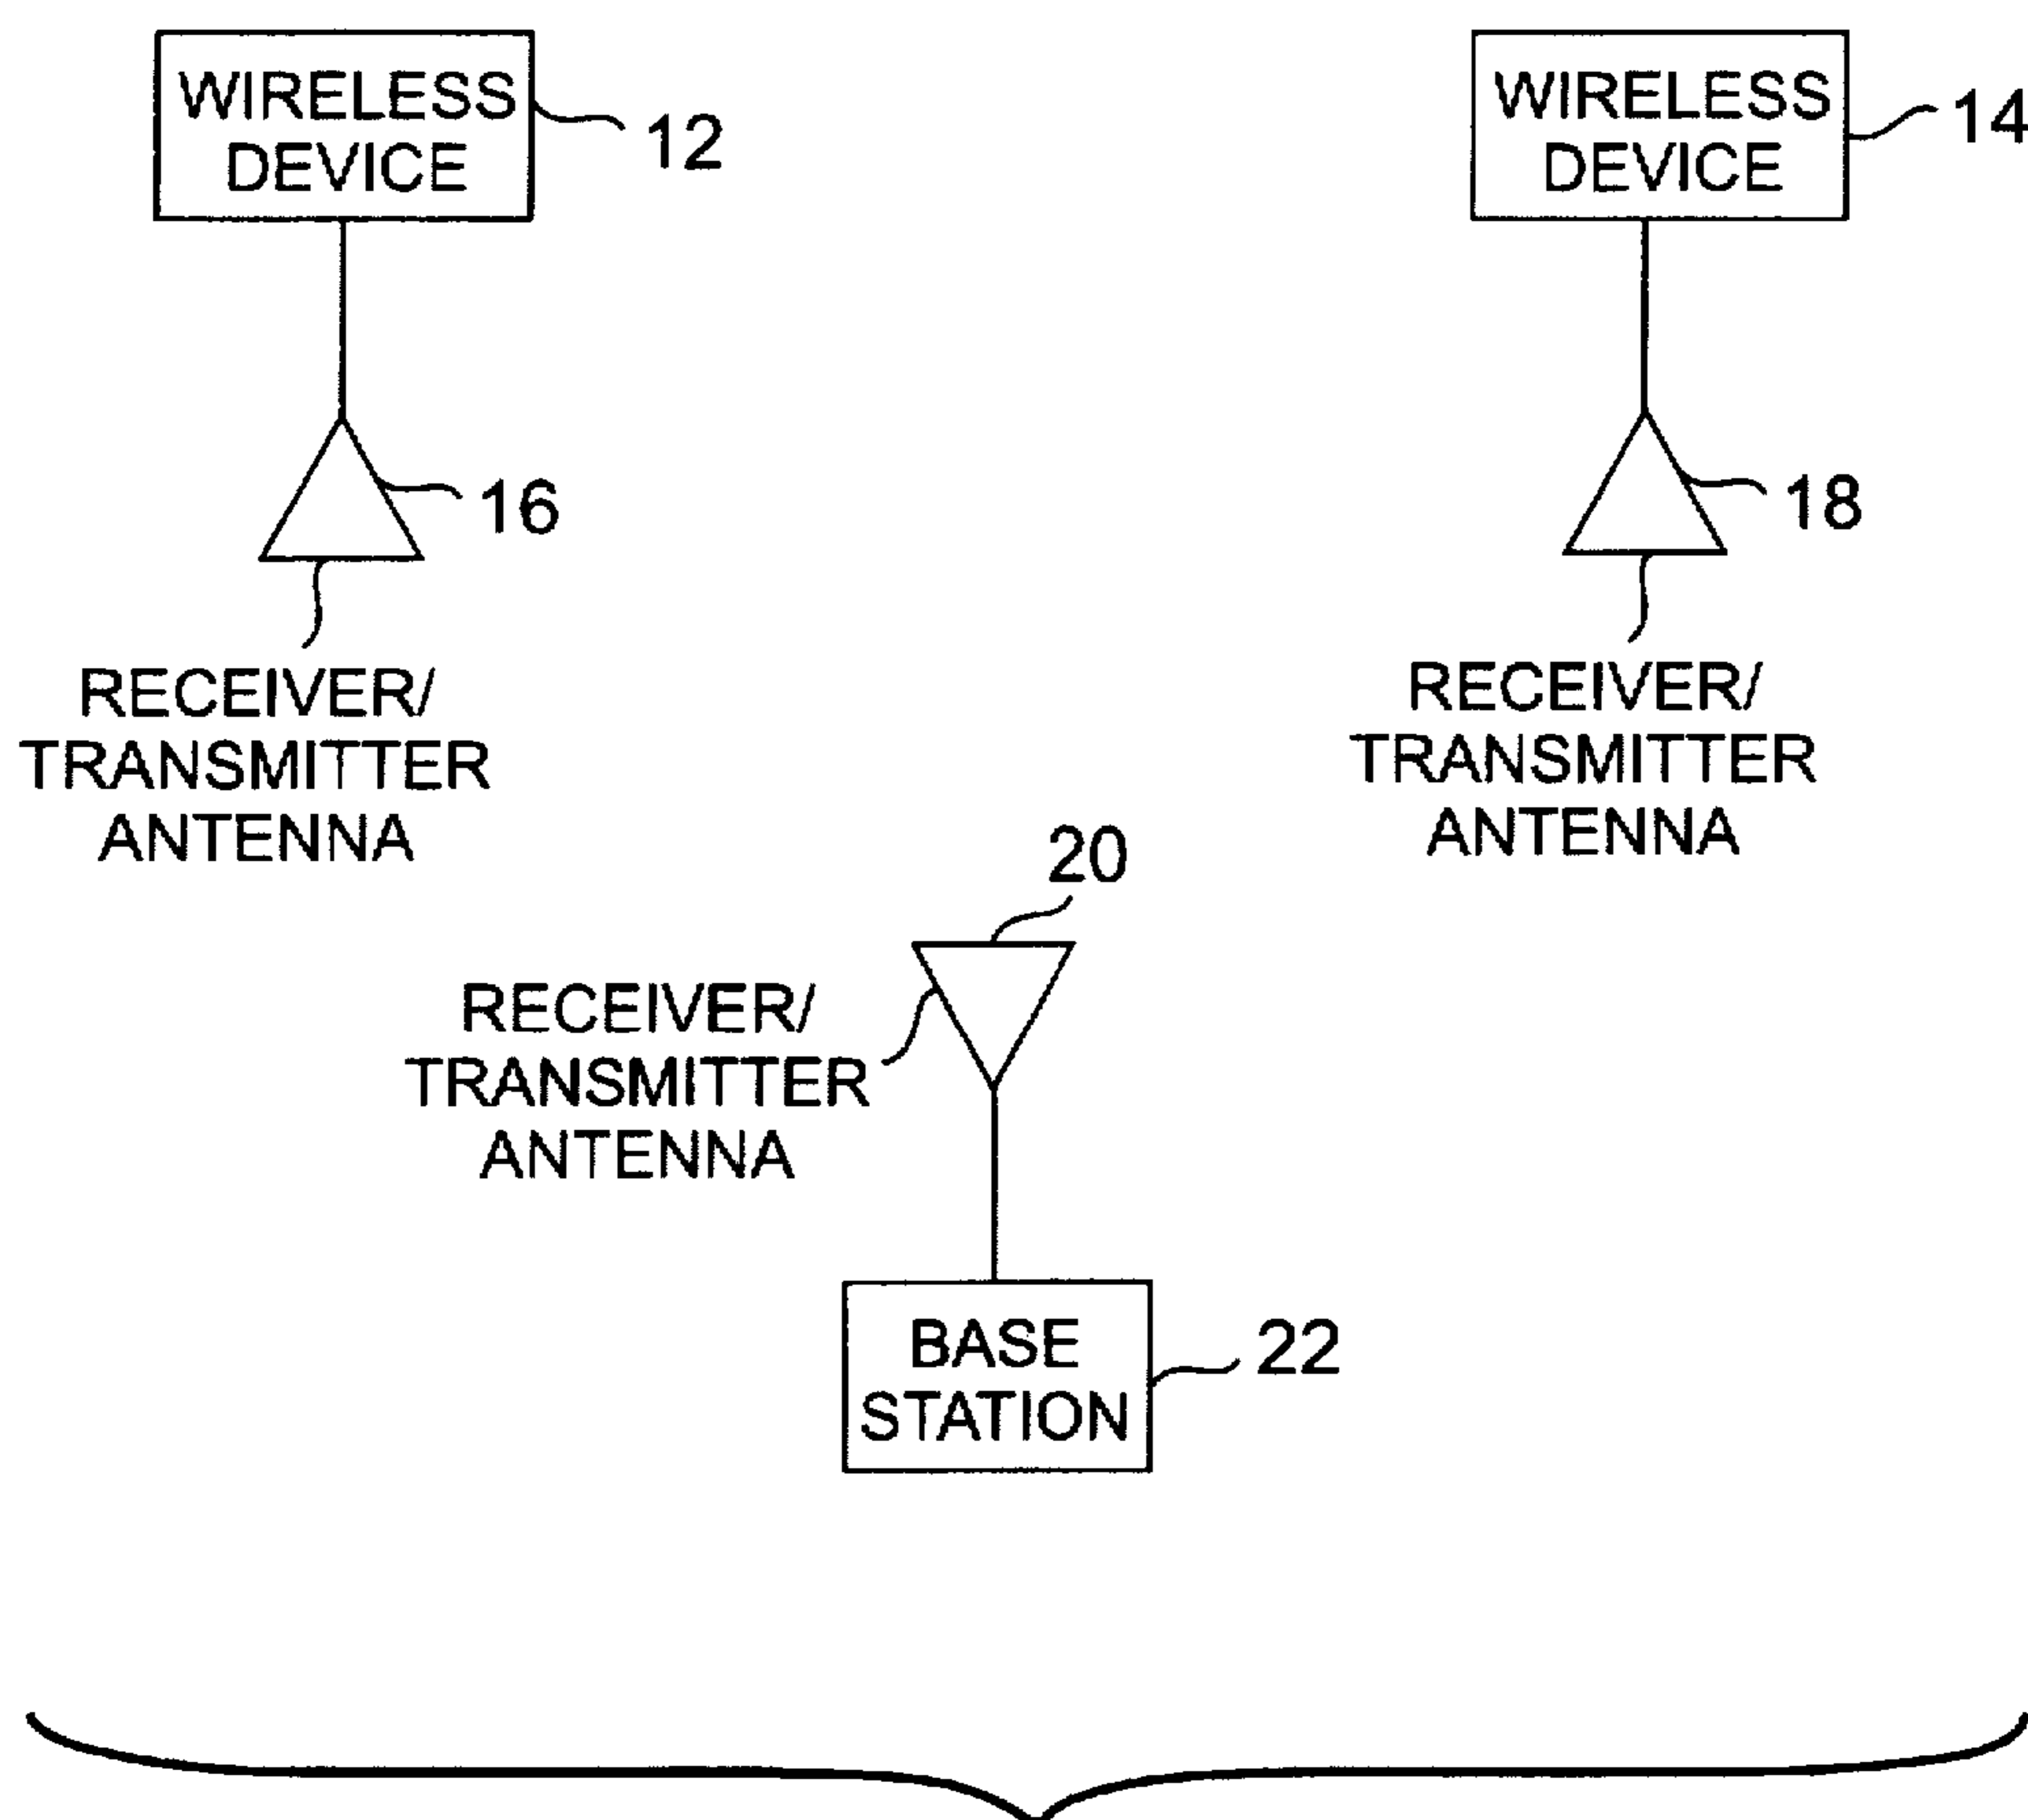 WIRELESS
DEVICE
12
WIRELESS
DEVICE
14
16
18
RECEIVER/
TRANSMITTER
ANTENNA
RECEIVER/
TRANSMITTER
ANTENNA
20
RECEIVER/
TRANSMITTER
ANTENNA
BASE
STATION
22